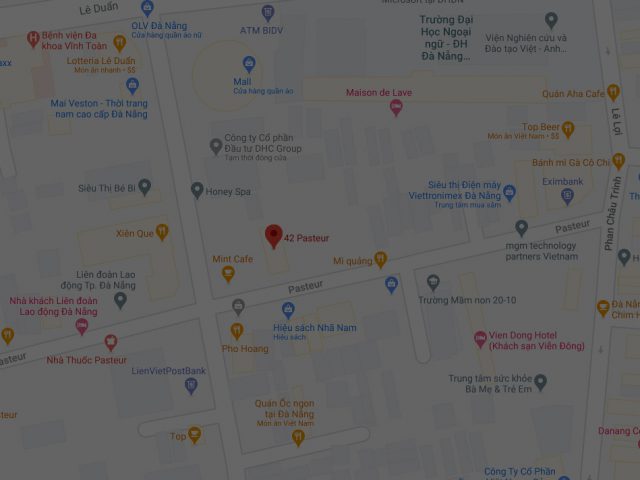 Lê Duẩn
OLV Đà Nẵng
Cửa hàng quần áo
ATM BIDV
Trường Đại
Học Ngoại
ngữ - ĐH
Đà Nẵng...
Viện Nghiên cứu và
Đào tạo Việt - Anh...
Bệnh viện Đa
khoa Vĩnh Toàn
Lotteria Lê Duẩn
Món ăn nhanh • $$
Mall
Cửa hàng quần áo
Maison de Lave
Quán Aha Cafe
Mai Veston - Thời trang
nam cao cấp Đà Nẵng
Lê Lợi
Top Beer
Món ăn Việt Nam • $$
Công ty Cổ phần
Đầu tư DHC Group
Tạm thời đóng cửa
Bánh mì Gà Cô Chi
Siêu Thị Bé Bi
Honey Spa
Siêu thị Điện máy
Viettronimex Đà Nẵng
Trung tâm mua sắm
Eximbank
Phan Châu Trinh
Xiên Que
42 Pasteur
Pasteur
mgm technology
partners Vietnam
Mint Cafe
Mì quảng
Liên đoàn Lao
động Tp. Đà Nẵng
Pasteur
Trường Mầm non 20-10
Nhà khách Liên đoàn
Lao động Đà Nẵng
Hiệu sách Nhã Nam
Hiệu sách
Pho Hoang
Vien Dong Hotel
(Khách sạn Viễn Đông)
Nhà Thuốc Pasteur
LienVietPostBank
Trung tâm sức khỏe
Bà Mẹ & Trẻ Em
Quán Ốc ngon
tại Đà Nẵng
Món ăn Việt Nam
Top
Danang
Công Ty Cổ Phần